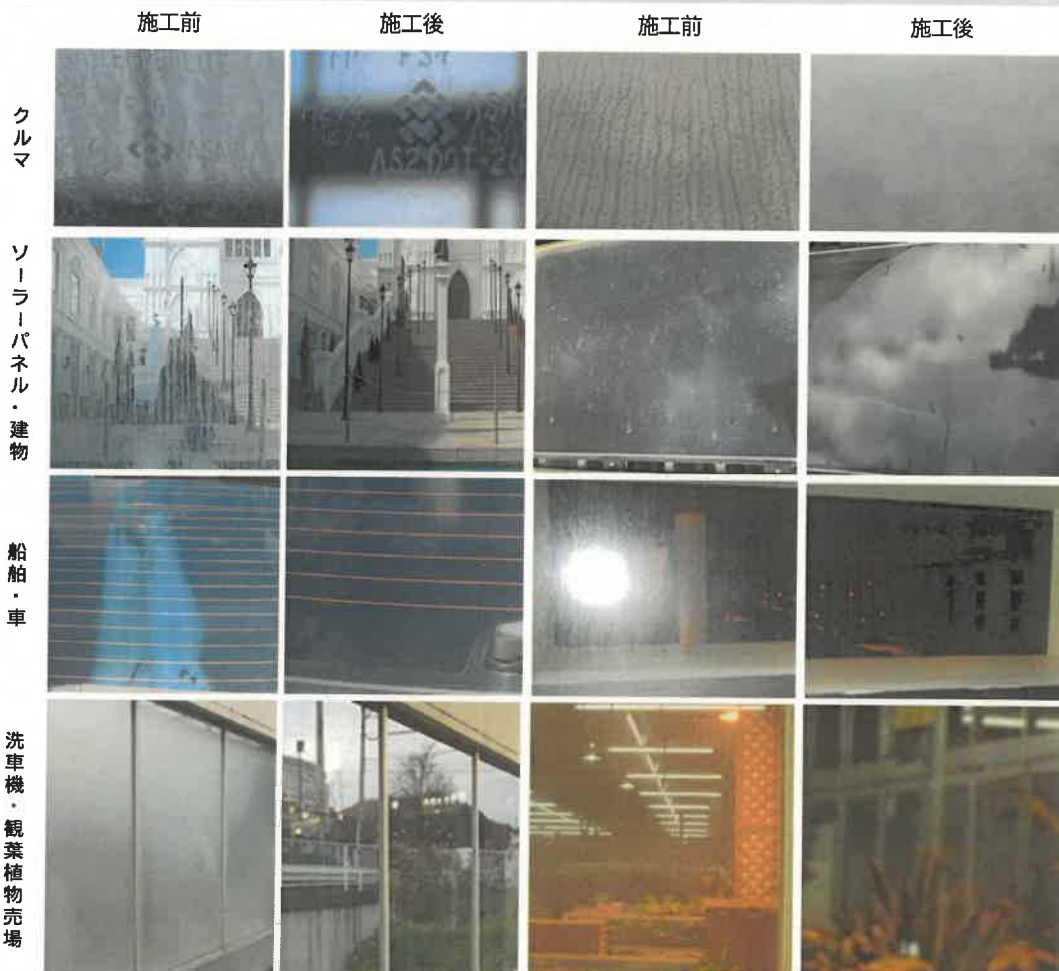 施工前
施工後
施工前
施工後
クルマ
ソーラーパネル・建物
船舶・車
洗車機・観葉植物売場